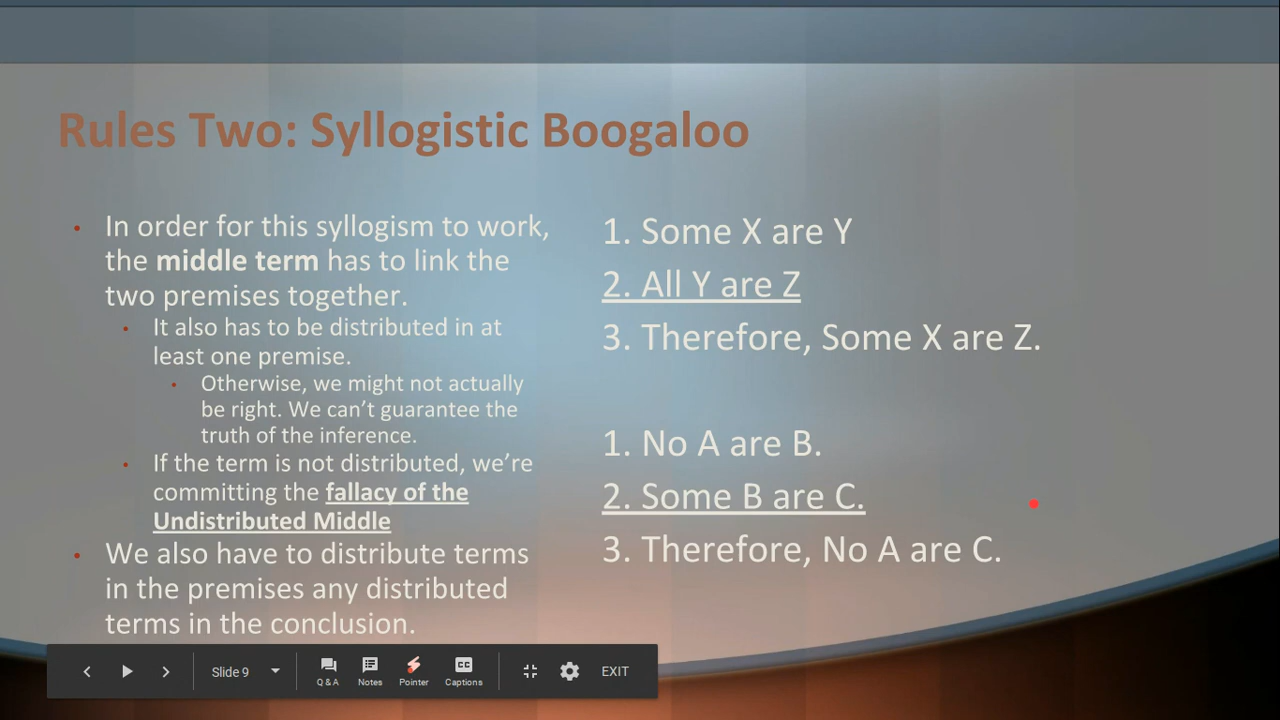 Rules Two: Syllogistic Boogaloo
In order for this syllogism to work,
the middle term has to link the
two premises together.
It also has to be distributed in at
least one premise.
Otherwise, we might not actually
be right. We can’t guarantee the
truth of the inference.
If the term is not distributed, we’re
committing the fallacy of the
Undistributed Middle
We also have to distribute terms
in the premises any distributed
terms in the conclusion.
1. Some X are Y
2. All Y are Z
3. Therefore, Some X are Z.
1. No A are B.
2. Some B are C.
3. Therefore, No A are C.
Slide 9
Q & A
Notes
Pointer
CC
Captions
EXIT